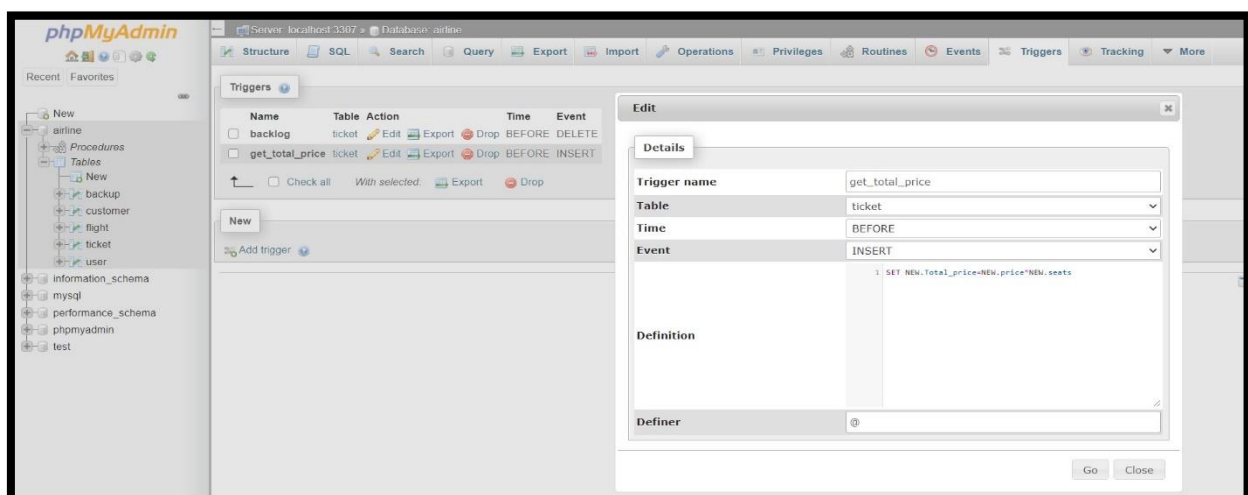 phpMyAdmin
Recent Favorites
New
airline
Procedures
Tables
New
backup
customer
flight
ticket
user
information_schema
mysql
performance_schema
phpmyadmin
test
Server: localhost:3307 » Database: airline
Structure SQL Search Query Export Import Operations Privileges Routines Events Triggers Tracking More
Triggers
Name Table Action Time Event
backlog ticket Edit Export Drop BEFORE DELETE
get_total_price ticket Edit Export Drop BEFORE INSERT
Check all With selected: Export Drop
New
Add trigger
Edit
Details
Trigger name get_total_price
Table ticket
Time BEFORE
Event INSERT
Definition
1 SET NEW.Total_price=NEW.price*NEW.seats
Definer @
Go Close